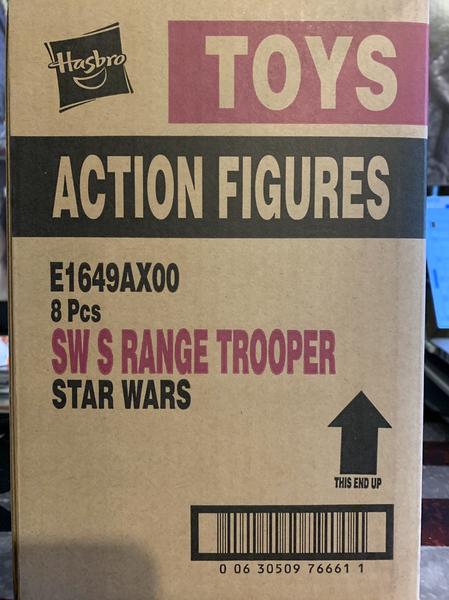 Hasbro
TOYS
ACTION FIGURES
E1649AX00
8 Pcs
SW S RANGE TROOPER
STAR WARS
THIS END UP
0 06 30509 76661 1